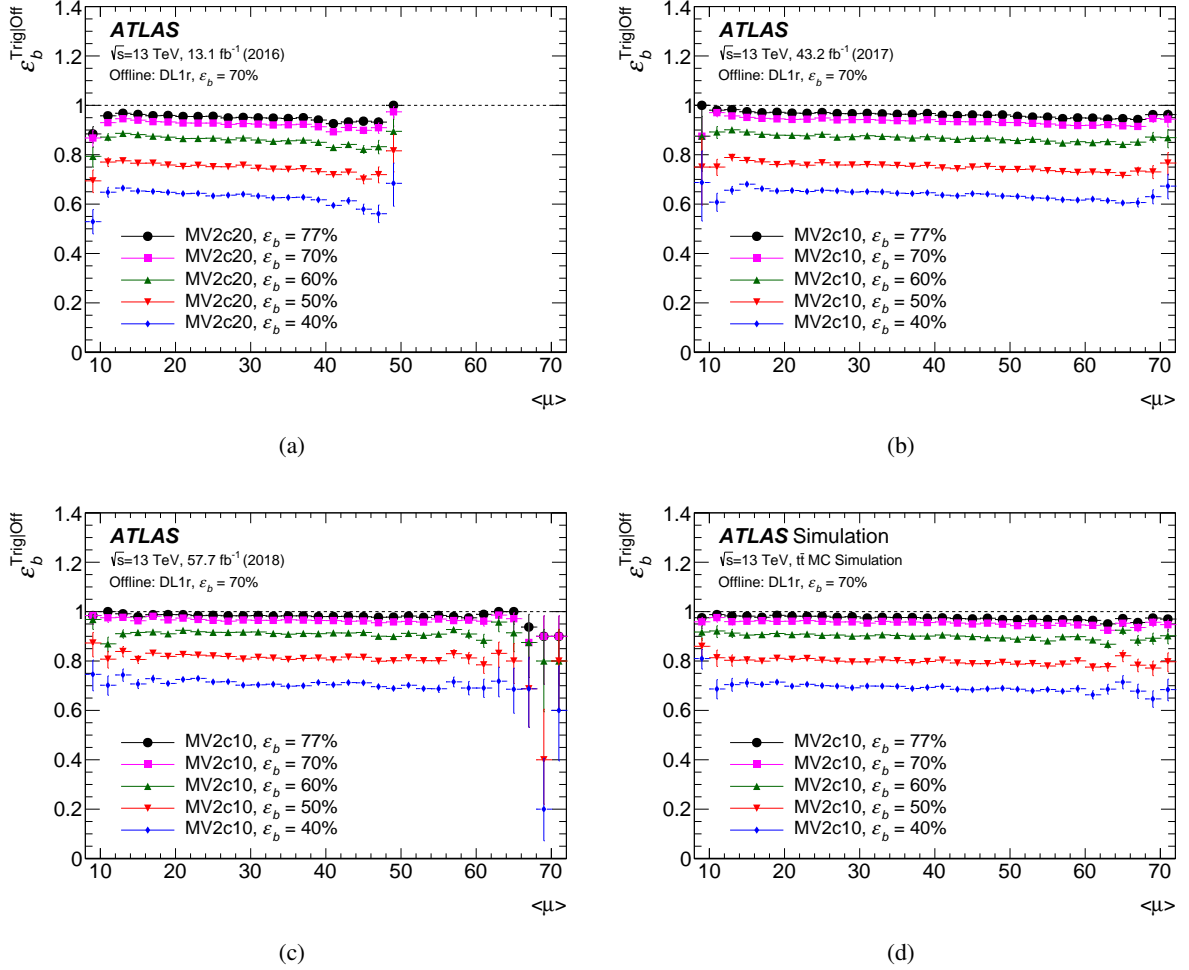 1.4
1.2
1
0.8
0.6
0.4
0.2
0
ε_b^Trig|Off
ATLAS
√s=13 TeV, 13.1 fb⁻¹ (2016)
Offline: DL1r, ε_b = 70%
MV2c20, ε_b = 77%
MV2c20, ε_b = 70%
MV2c20, ε_b = 60%
MV2c20, ε_b = 50%
MV2c20, ε_b = 40%
10 20 30 40 50 60 70
<μ>
(a)
1.4
1.2
1
0.8
0.6
0.4
0.2
0
ε_b^Trig|Off
ATLAS
√s=13 TeV, 43.2 fb⁻¹ (2017)
Offline: DL1r, ε_b = 70%
MV2c10, ε_b = 77%
MV2c10, ε_b = 70%
MV2c10, ε_b = 60%
MV2c10, ε_b = 50%
MV2c10, ε_b = 40%
10 20 30 40 50 60 70
<μ>
(b)
1.4
1.2
1
0.8
0.6
0.4
0.2
0
ε_b^Trig|Off
ATLAS
√s=13 TeV, 57.7 fb⁻¹ (2018)
Offline: DL1r, ε_b = 70%
MV2c10, ε_b = 77%
MV2c10, ε_b = 70%
MV2c10, ε_b = 60%
MV2c10, ε_b = 50%
MV2c10, ε_b = 40%
10 20 30 40 50 60 70
<μ>
(c)
1.4
1.2
1
0.8
0.6
0.4
0.2
0
ε_b^Trig|Off
ATLAS Simulation
√s=13 TeV, tt̄ MC Simulation
Offline: DL1r, ε_b = 70%
MV2c10, ε_b = 77%
MV2c10, ε_b = 70%
MV2c10, ε_b = 60%
MV2c10, ε_b = 50%
MV2c10, ε_b = 40%
10 20 30 40 50 60 70
<μ>
(d)